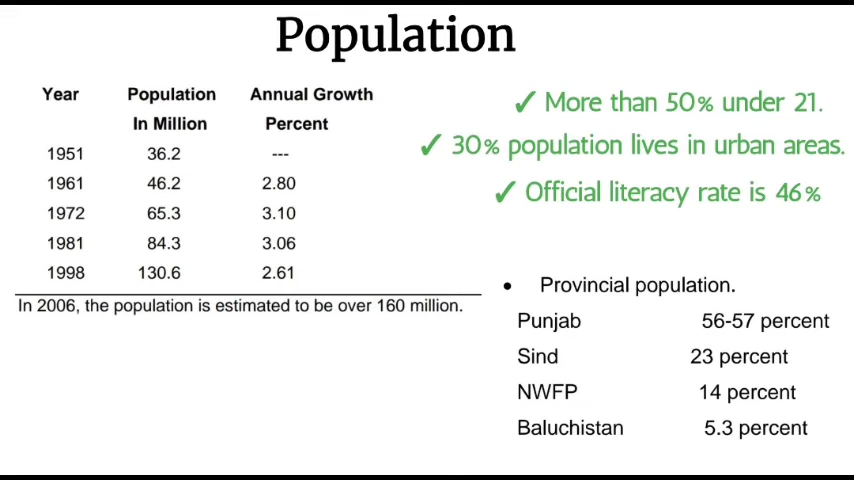 Population
Year Population Annual Growth
In Million Percent
1951 36.2 ---
1961 46.2 2.80
1972 65.3 3.10
1981 84.3 3.06
1998 130.6 2.61
In 2006, the population is estimated to be over 160 million.
✓ More than 50% under 21.
✓ 30% population lives in urban areas.
✓ Official literacy rate is 46%
• Provincial population.
Punjab 56-57 percent
Sind 23 percent
NWFP 14 percent
Baluchistan 5.3 percent